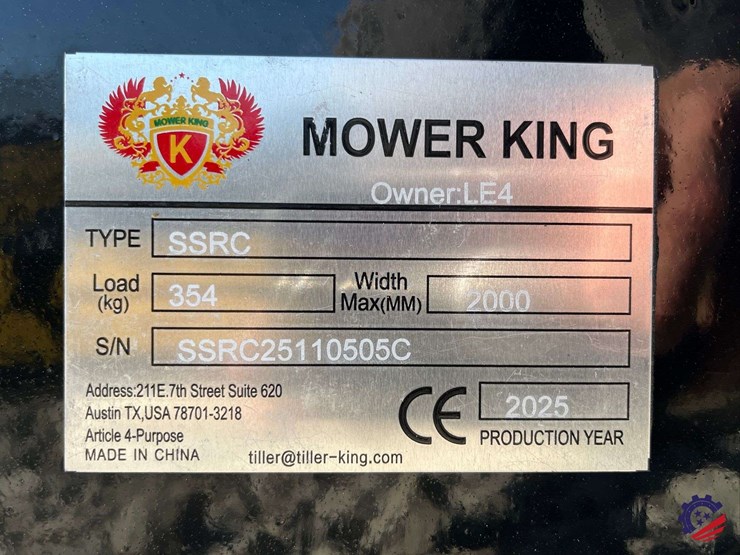 MOWER KING
K
MOWER KING
Owner:LE4
TYPE SSRC
Load (kg) 354 Width Max(MM) 2000
S/N SSRC25110505C
Address:211E.7th Street Suite 620
Austin TX,USA 78701-3218
Article 4-Purpose
MADE IN CHINA
tiller@tiller-king.com
CE 2025
PRODUCTION YEAR